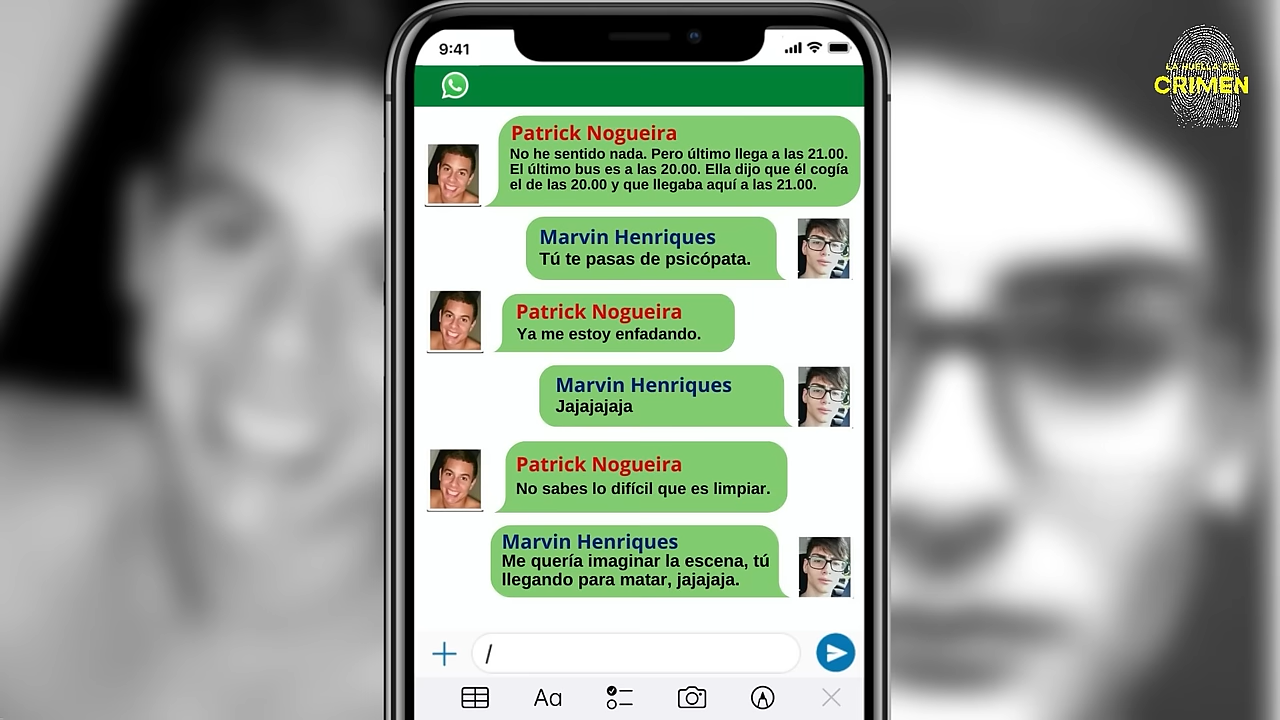 9:41
LA HUELLA DEL
CRIMEN
Patrick Nogueira
No he sentido nada. Pero último llega a las 21.00.
El último bus es a las 20.00. Ella dijo que él cogía
el de las 20.00 y que llegaba aquí a las 21.00.
Marvin Henriques
Tú te pasas de psicópata.
Patrick Nogueira
Ya me estoy enfadando.
Marvin Henriques
Jajajajaja
Patrick Nogueira
No sabes lo difícil que es limpiar.
Marvin Henriques
Me quería imaginar la escena, tú
llegando para matar, jajajaja.
/
Aa